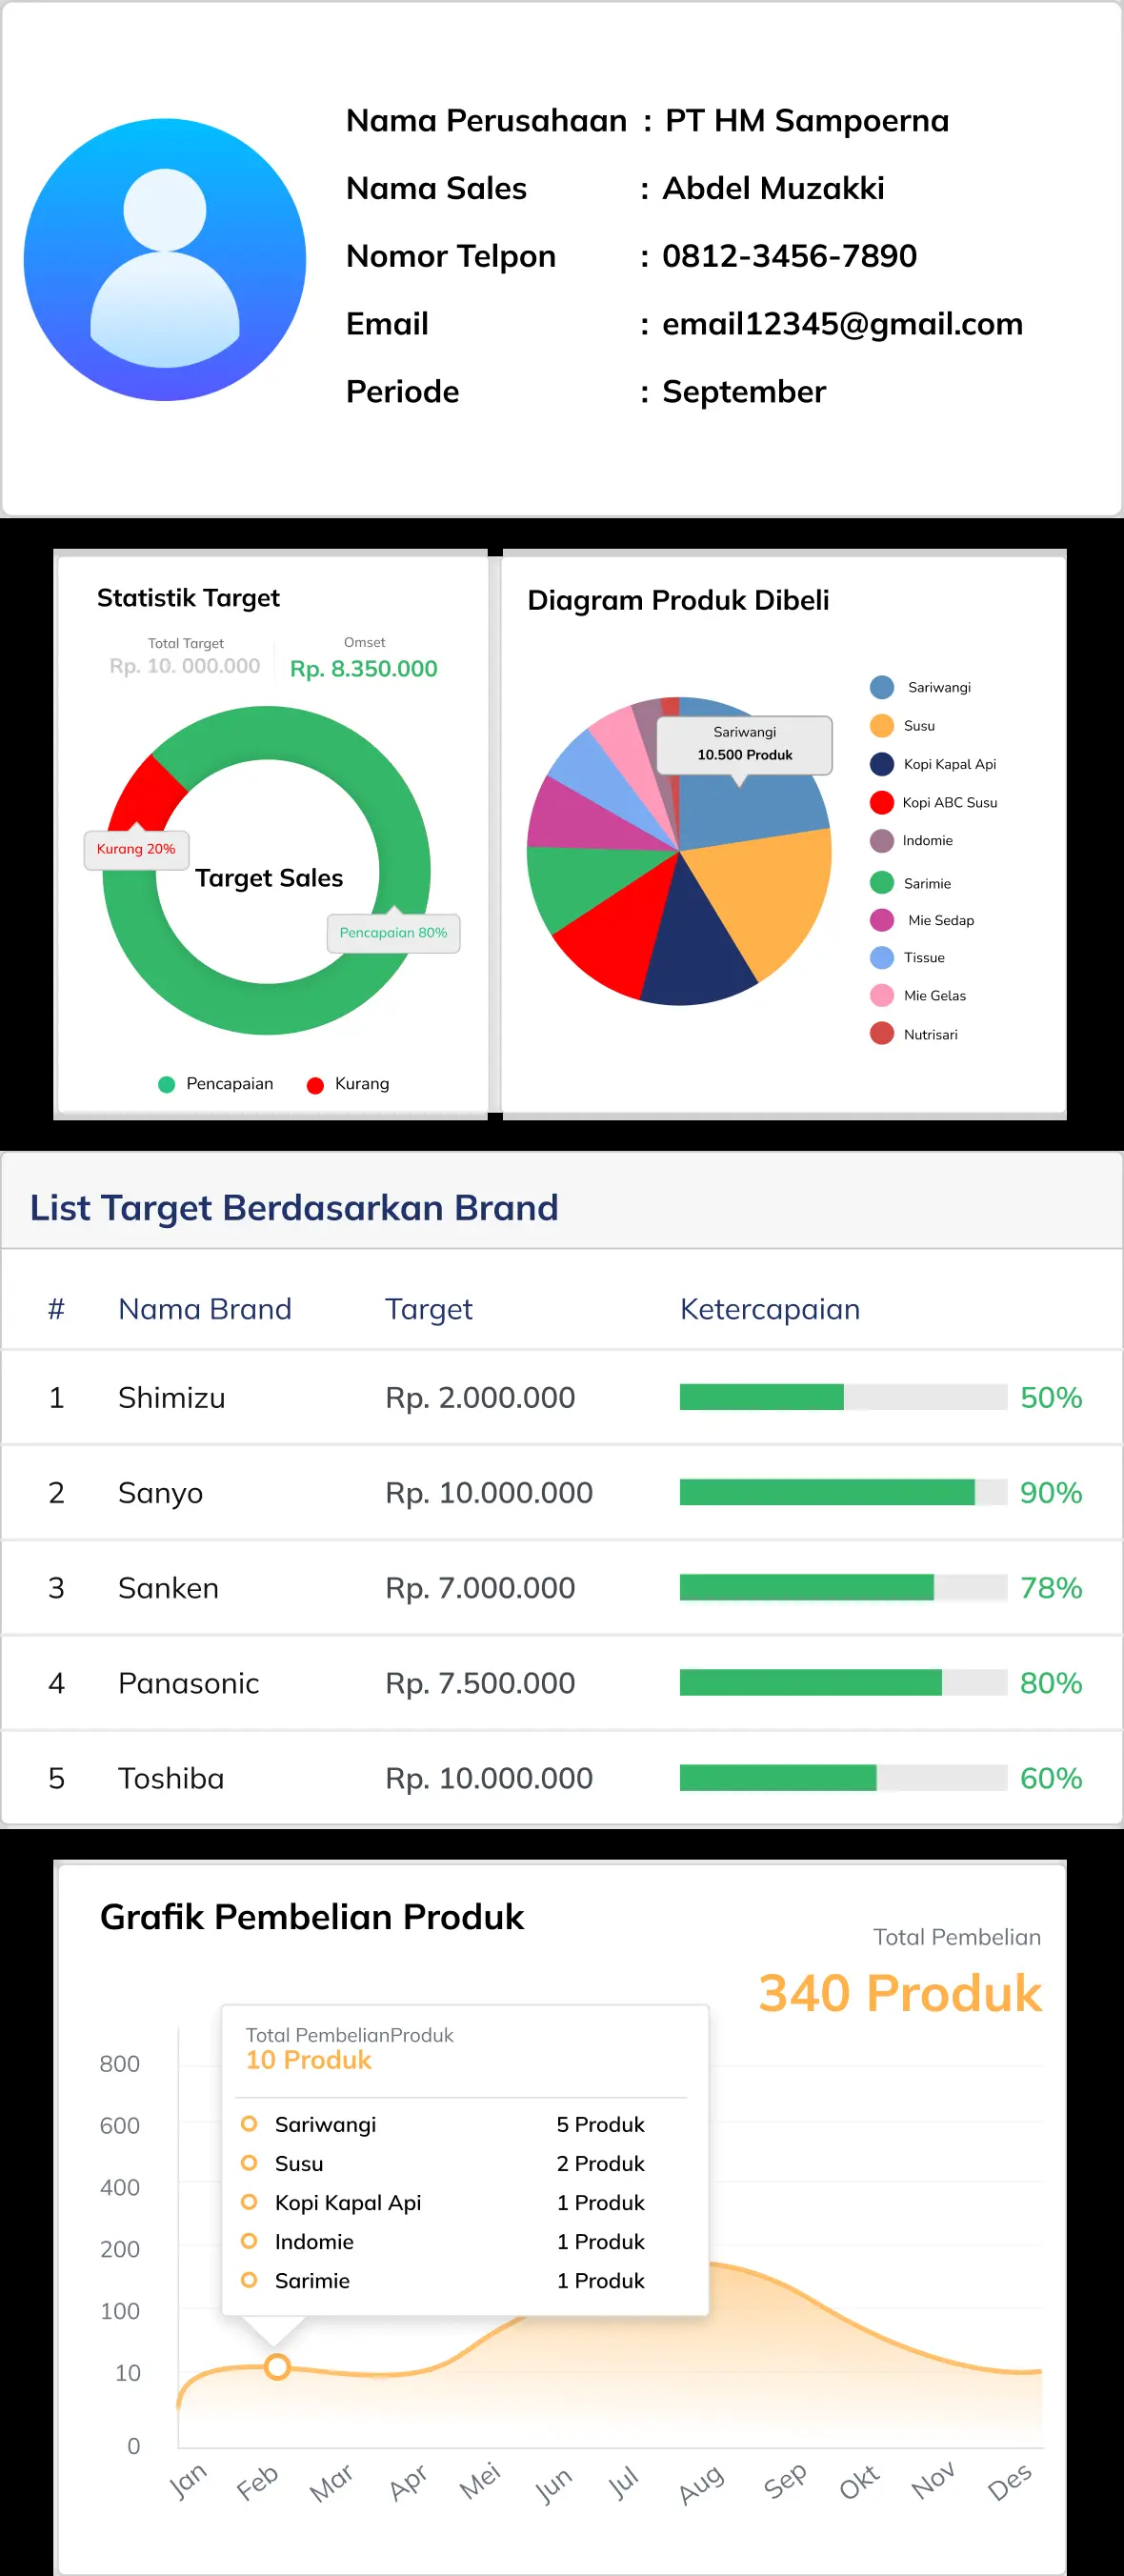 Nama Perusahaan : PT HM Sampoerna
Nama Sales : Abdel Muzakki
Nomor Telpon : 0812-3456-7890
Email : email12345@gmail.com
Periode : September
Statistik Target
Total Target
Rp. 10. 000.000
Omset
Rp. 8.350.000
Kurang 20%
Target Sales
Pencapaian 80%
Pencapaian
Kurang
Diagram Produk Dibeli
Sariwangi
10.500 Produk
Sariwangi
Susu
Kopi Kapal Api
Kopi ABC Susu
Indomie
Sarimie
Mie Sedap
Tissue
Mie Gelas
Nutrisari
List Target Berdasarkan Brand
# Nama Brand Target Ketercapaian
1 Shimizu Rp. 2.000.000 50%
2 Sanyo Rp. 10.000.000 90%
3 Sanken Rp. 7.000.000 78%
4 Panasonic Rp. 7.500.000 80%
5 Toshiba Rp. 10.000.000 60%
Grafik Pembelian Produk
Total Pembelian
340 Produk
Total PembelianProduk
10 Produk
Sariwangi 5 Produk
Susu 2 Produk
Kopi Kapal Api 1 Produk
Indomie 1 Produk
Sarimie 1 Produk
800
600
400
200
100
10
0
Jan Feb Mar Apr Mei Jun Jul Aug Sep Okt Nov Des